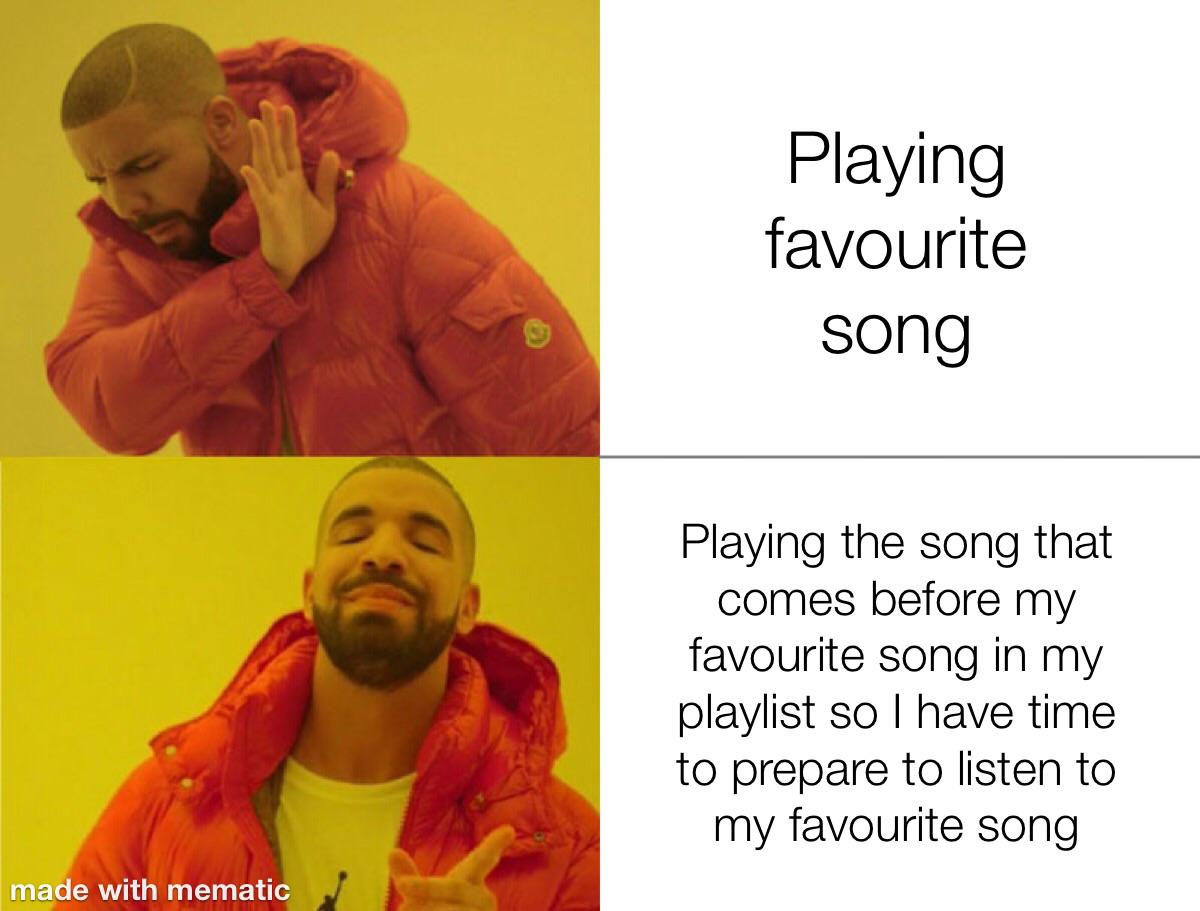 Playing
favourite
song
Playing the song that
comes before my
favourite song in my
playlist so I have time
to prepare to listen to
my favourite song
made with mematic